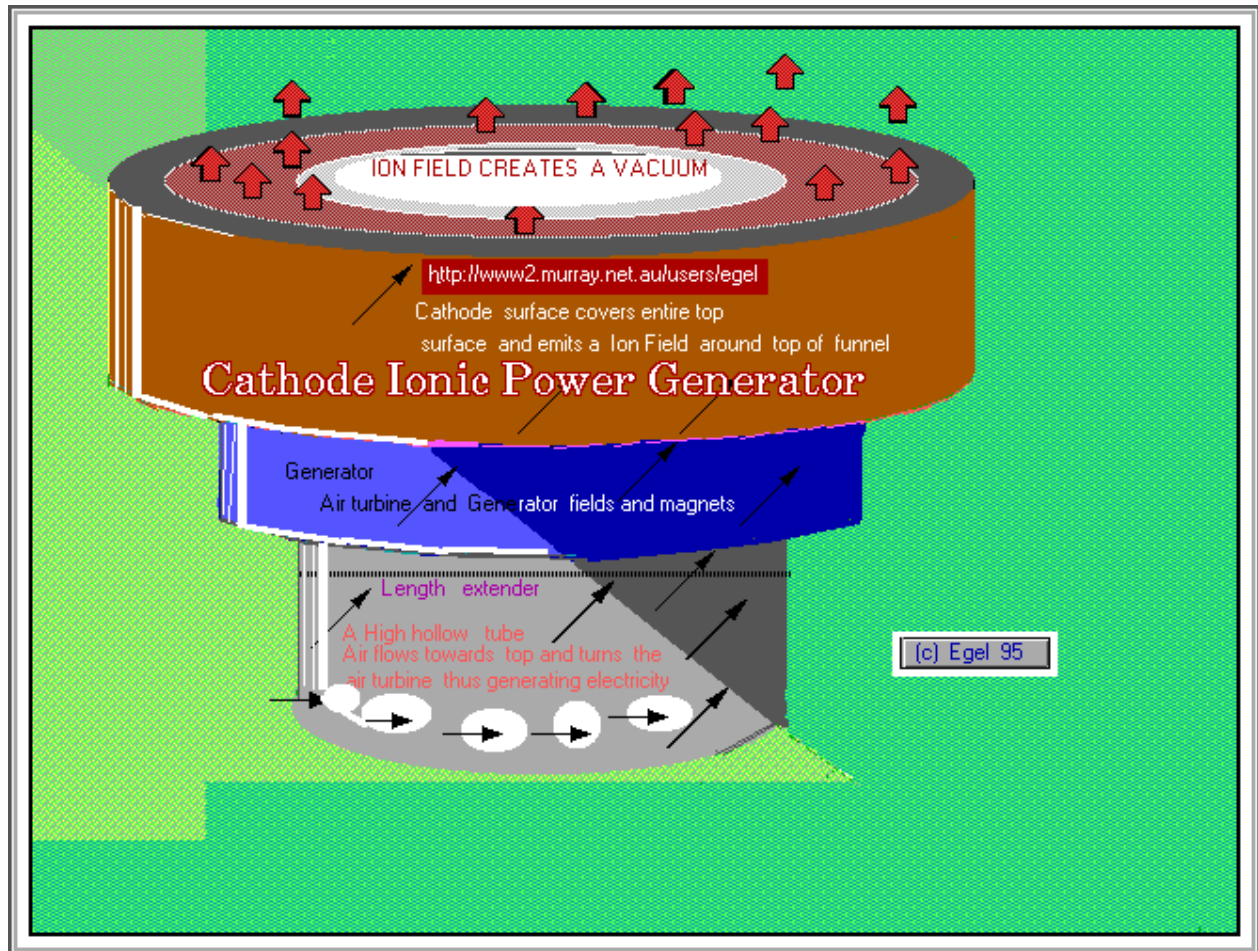 ION FIELD CREATES A VACUUM
http://www2.murray.net.au/users/egel
Cathode surface covers entire top
surface and emits a Ion Field around top of funnel
Cathode Ionic Power Generator
Generator
Air turbine and Generator fields and magnets
Length extender
A High hollow tube
Air flows towards top and turns the
air turbine thus generating electricity
(c) Egel 95